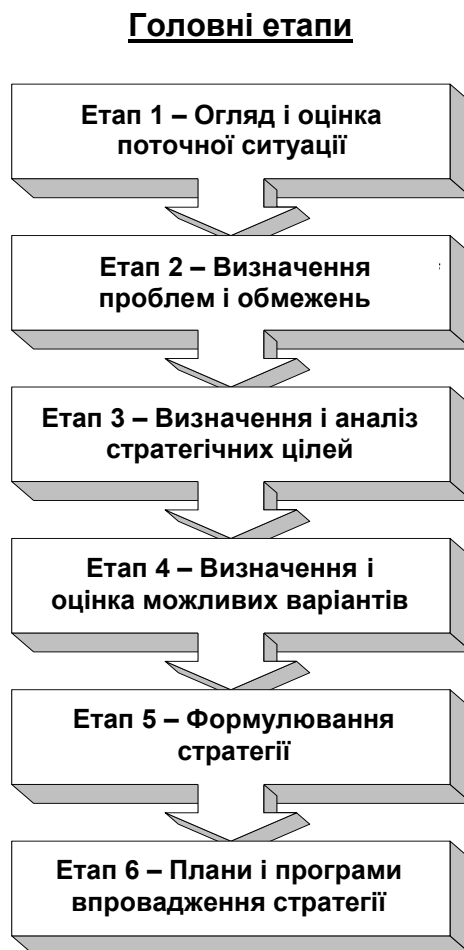 Головні етапи
Етап 1 – Огляд і оцінка
поточної ситуації
Етап 2 – Визначення
проблем і обмежень
Етап 3 – Визначення і аналіз
стратегічних цілей
Етап 4 – Визначення і
оцінка можливих варіантів
Етап 5 – Формулювання
стратегії
Етап 6 – Плани і програми
впровадження стратегії